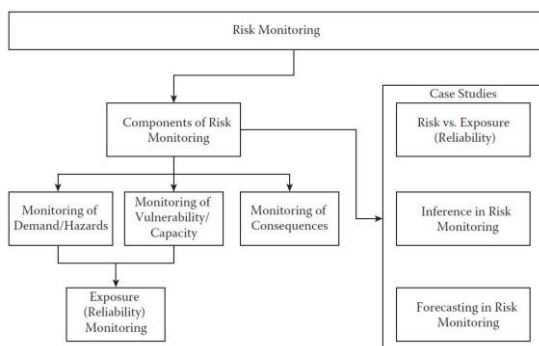 Risk Monitoring
Components of Risk
Monitoring
Monitoring of
Demand/Hazards
Monitoring of
Vulnerability/
Capacity
Monitoring of
Consequences
Exposure
(Reliability)
Monitoring
Case Studies
Risk vs. Exposure
(Reliability)
Inference in Risk
Monitoring
Forecasting in Risk
Monitoring